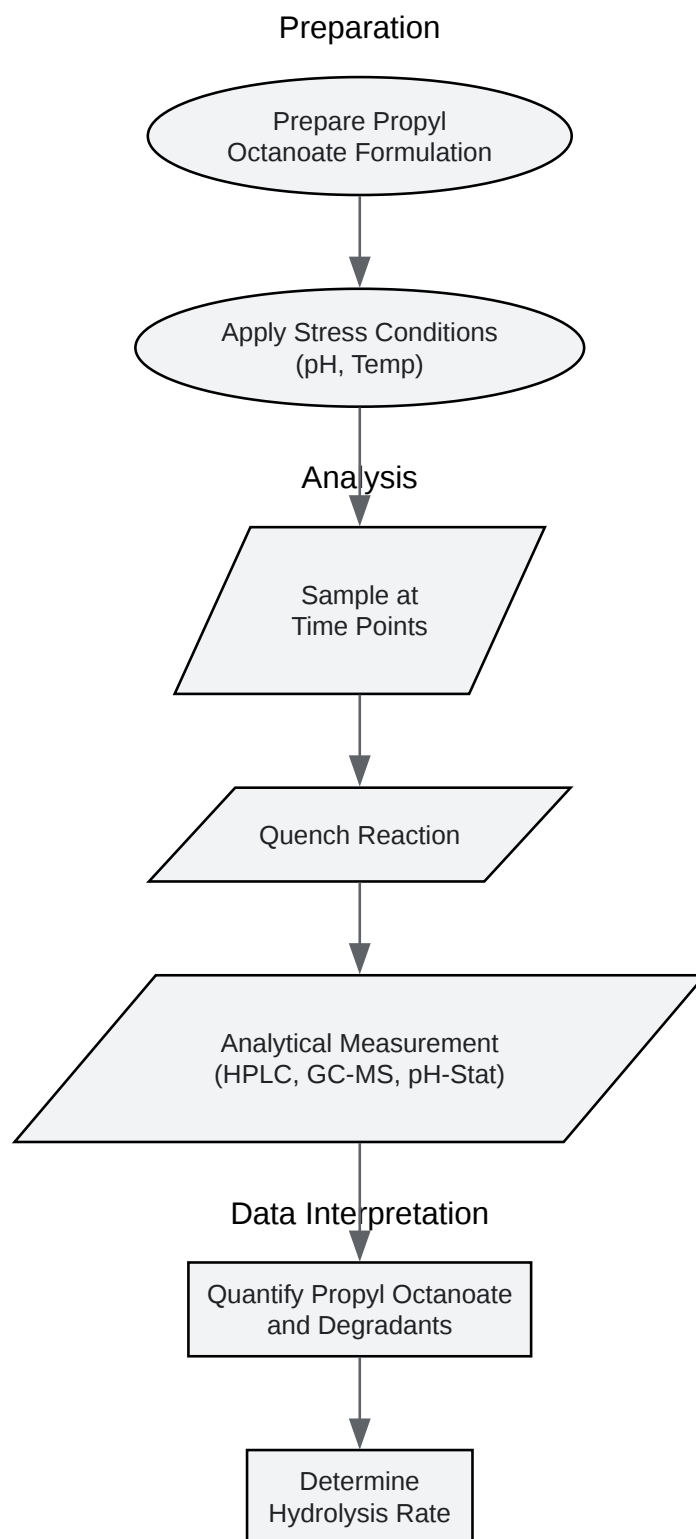 Preparation
Prepare Propyl
Octanoate Formulation
Apply Stress Conditions
(pH, Temp)
Analysis
Sample at
Time Points
Quench Reaction
Analytical Measurement
(HPLC, GC-MS, pH-Stat)
Data Interpretation
Quantify Propyl Octanoate
and Degradants
Determine
Hydrolysis Rate